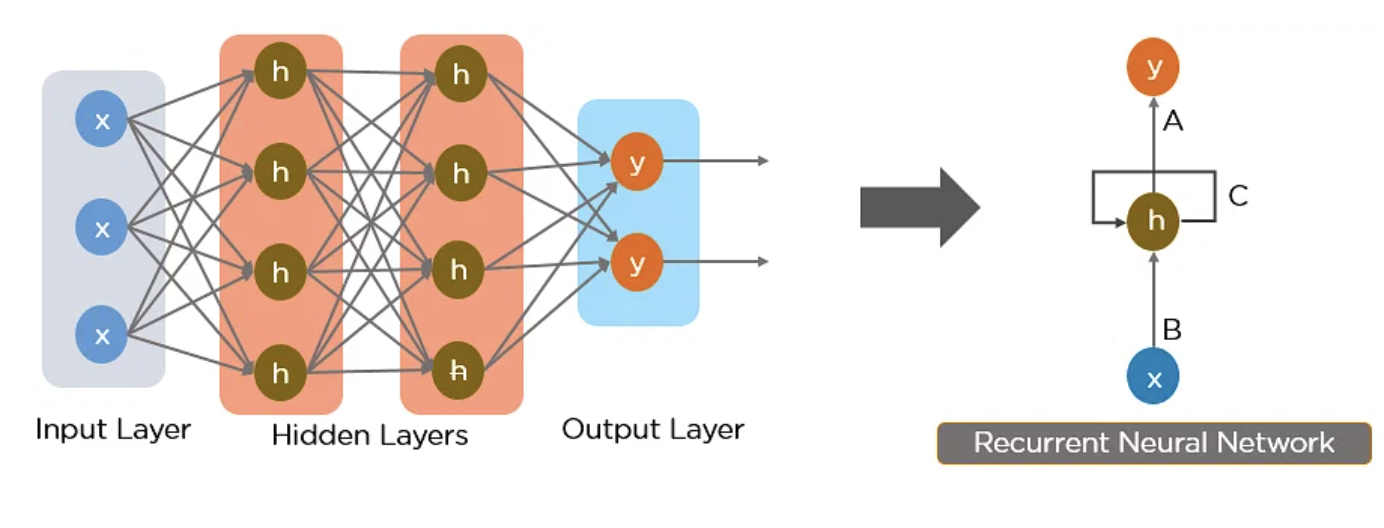 x
x
x
h
h
h
h
h
h
h
h
y
y
Input Layer
Hidden Layers
Output Layer
y
A
C
h
B
x
Recurrent Neural Network